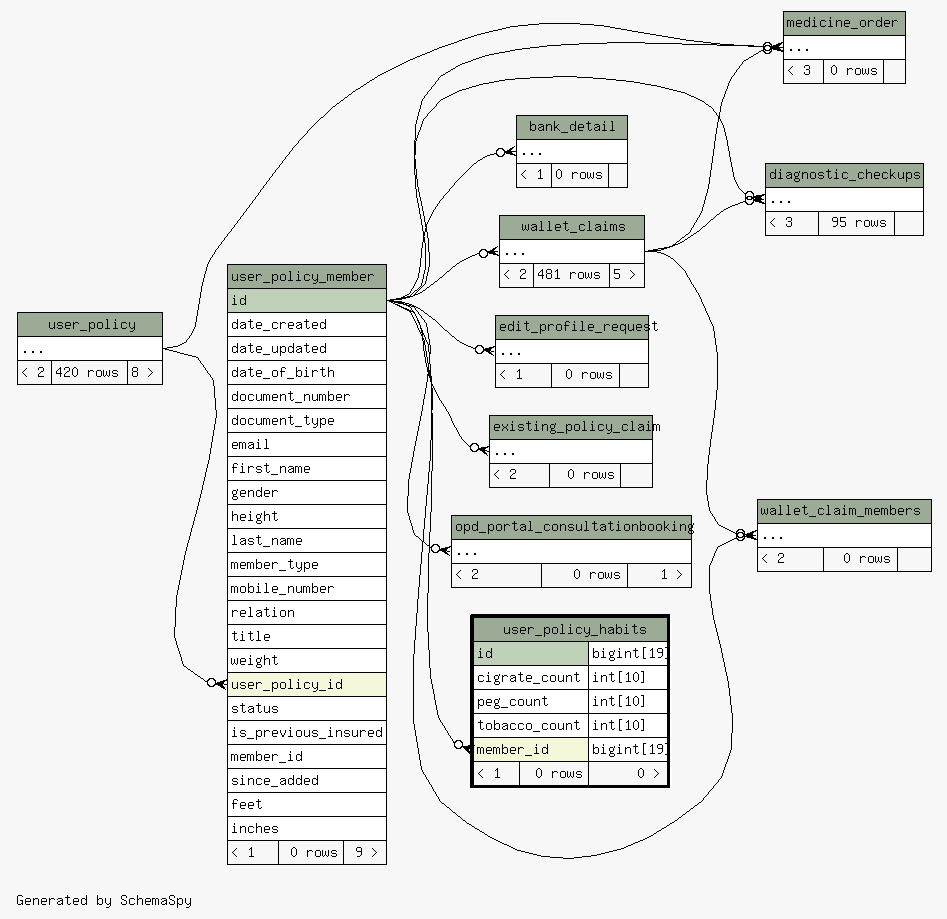 medicine_order
...
< 3 0 rows
bank_detail
...
< 1 0 rows
diagnostic_checkups
...
< 3 95 rows
wallet_claims
...
< 2 481 rows 5 >
user_policy
...
< 2 420 rows 8 >
user_policy_member
id
date_created
date_updated
date_of_birth
document_number
document_type
email
first_name
gender
height
last_name
member_type
mobile_number
relation
title
weight
user_policy_id
status
is_previous_insured
member_id
since_added
feet
inches
< 1 0 rows 9 >
edit_profile_request
...
< 1 0 rows
existing_policy_claim
...
< 2 0 rows
opd_portal_consultationbooking
...
< 2 0 rows 1 >
wallet_claim_members
...
< 2 0 rows
user_policy_habits
id bigint[19]
cigrate_count int[10]
peg_count int[10]
tobacco_count int[10]
member_id bigint[19]
< 1 0 rows 0 >
Generated by SchemaSpy